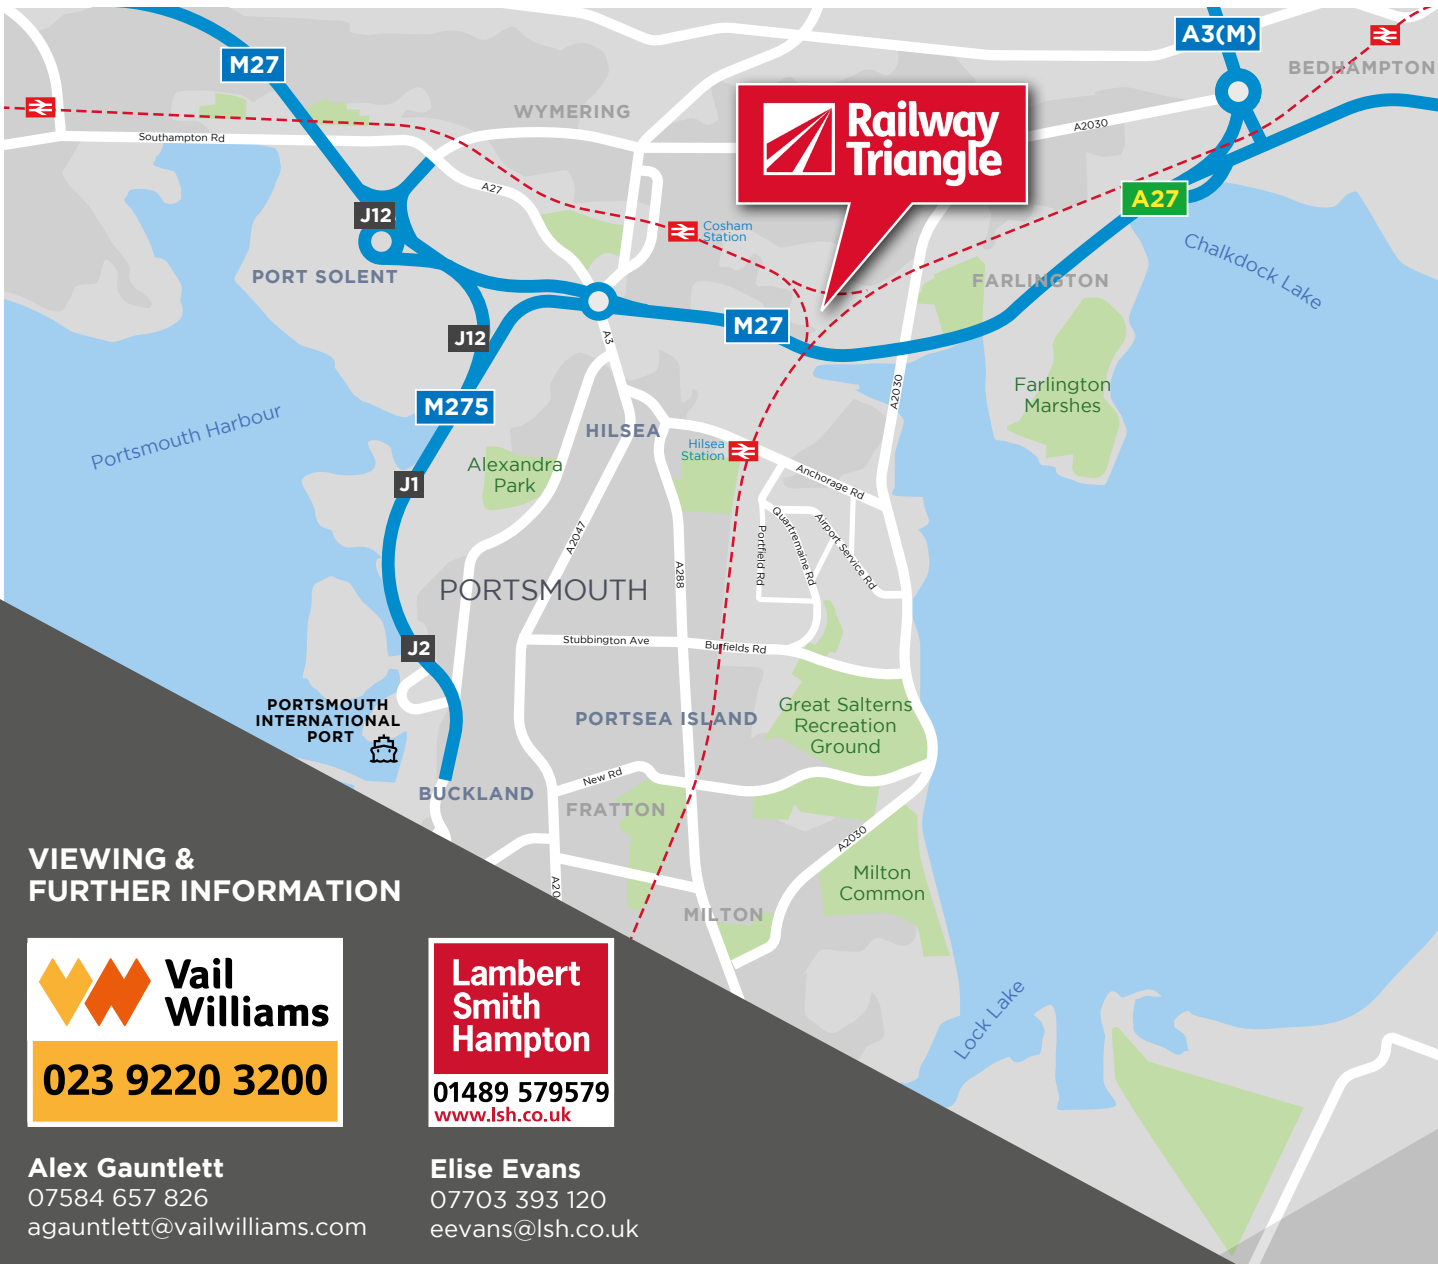 A3(M)
M27
BEDHAMPTON
WYMERING
Railway
Triangle
A2030
Southampton Rd
A27
A27
J12
Cosham
Station
Chalkdock Lake
PORT SOLENT
FARLINGTON
M27
J12
A3
A2030
Farlington
Marshes
M275
Portsmouth Harbour
HILSEA
Hilsea
Station
Alexandra
Park
Anchorage Rd
J1
A2047
Quartremaine Rd
Airport Service Rd
Portfield Rd
A288
PORTSMOUTH
Stubbington Ave
Burfields Rd
J2
PORTSMOUTH
INTERNATIONAL
PORT
PORTSEA ISLAND
Great Salterns
Recreation
Ground
New Rd
BUCKLAND
FRATTON
A2030
Milton
Common
A20
MILTON
Lock Lake
VIEWING &
FURTHER INFORMATION
Vail
Williams
023 9220 3200
Alex Gauntlett
07584 657 826
agauntlett@vailwilliams.com
Lambert
Smith
Hampton
01489 579579
www.lsh.co.uk
Elise Evans
07703 393 120
eevans@lsh.co.uk